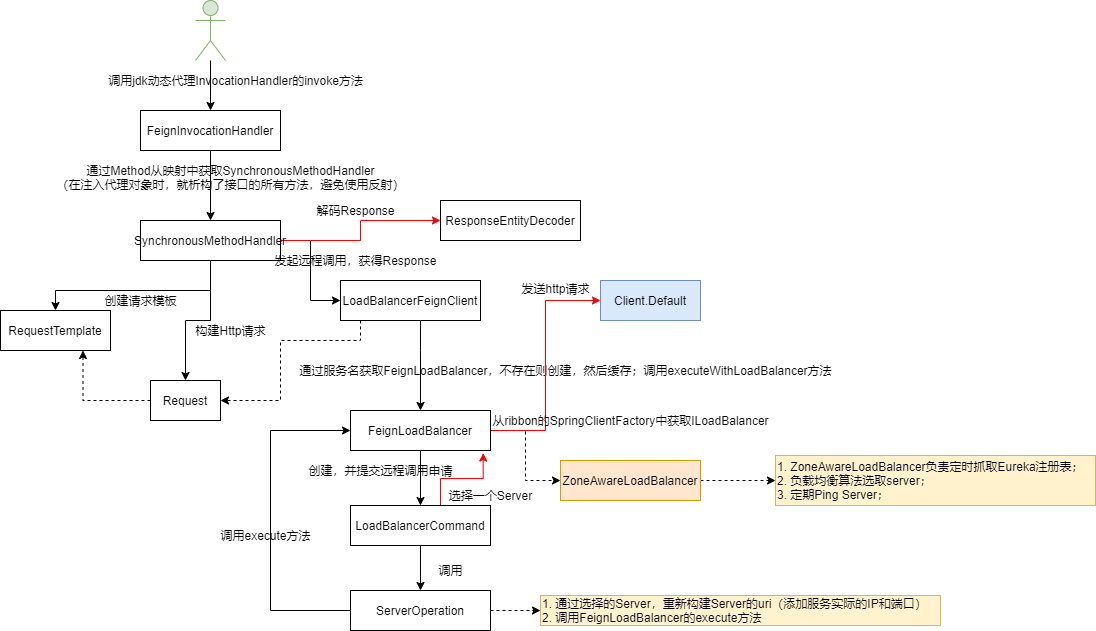 调用jdk动态代理InvocationHandler的invoke方法
FeignInvocationHandler
通过Method从映射中获取SynchronousMethodHandler
（在注入代理对象时，就析构了接口的所有方法，避免使用反射）
解码Response
ResponseEntityDecoder
SynchronousMethodHandler
发起远程调用，获得Response
发送http请求
创建请求模板
LoadBalancerFeignClient
Client.Default
RequestTemplate
构建Http请求
通过服务名获取FeignLoadBalancer，不存在则创建，然后缓存；调用executeWithLoadBalancer方法
Request
从ribbon的SpringClientFactory中获取ILoadBalancer
FeignLoadBalancer
创建，并提交远程调用申请
ZoneAwareLoadBalancer
1. ZoneAwareLoadBalancer负责定时抓取Eureka注册表；
2. 负载均衡算法选取server；
3. 定期Ping Server；
选择一个Server
LoadBalancerCommand
调用execute方法
调用
ServerOperation
1. 通过选择的Server，重新构建Server的uri（添加服务实际的IP和端口）
2. 调用FeignLoadBalancer的execute方法